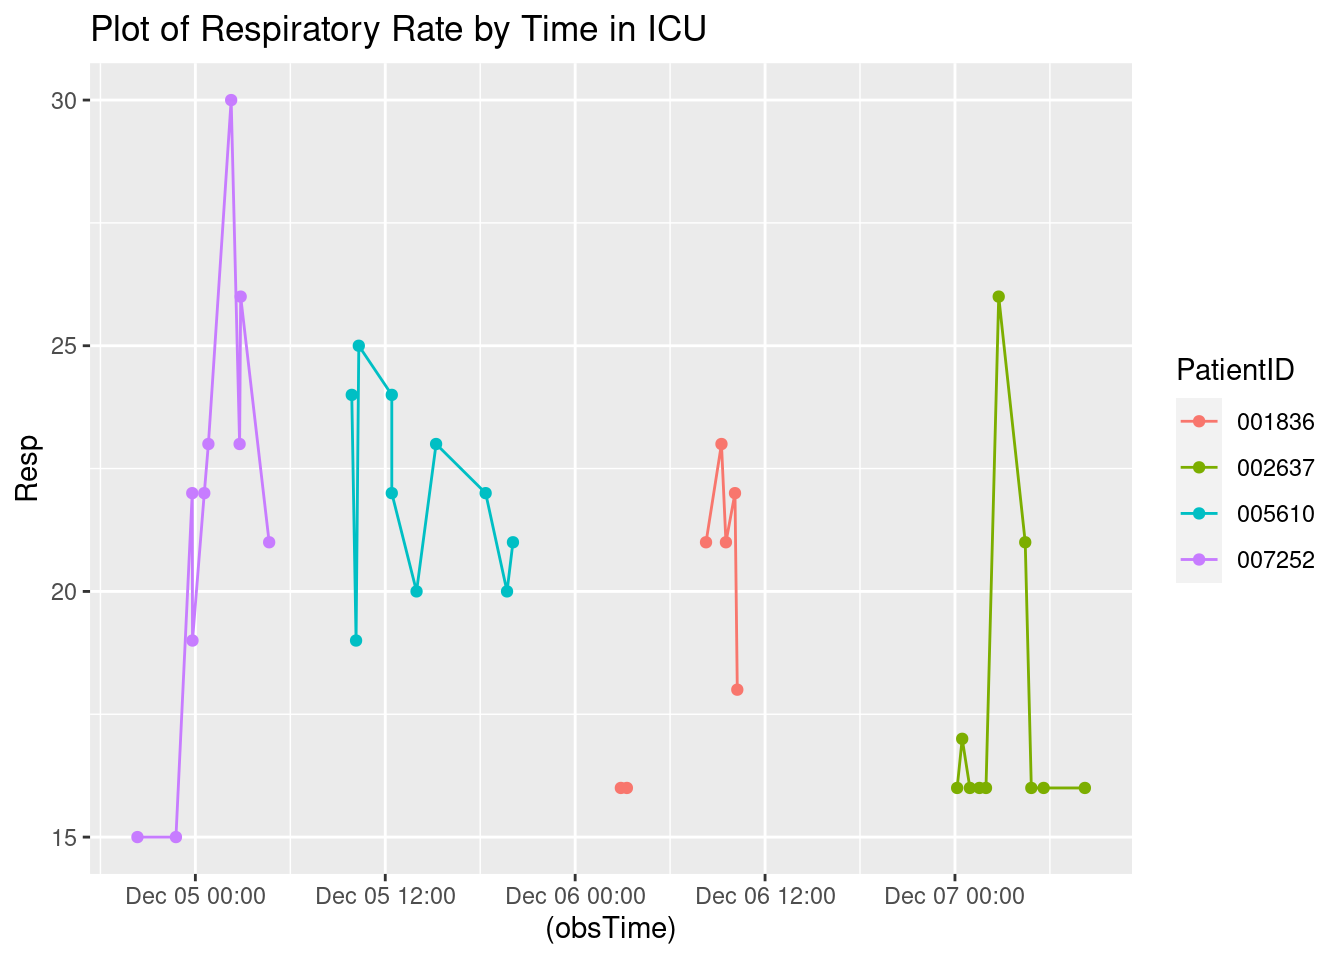 Plot of Respiratory Rate by Time in ICU
30
25
20
15
Resp
Dec 05 00:00 Dec 05 12:00 Dec 06 00:00 Dec 06 12:00 Dec 07 00:00
(obsTime)
PatientID
001836
002637
005610
007252